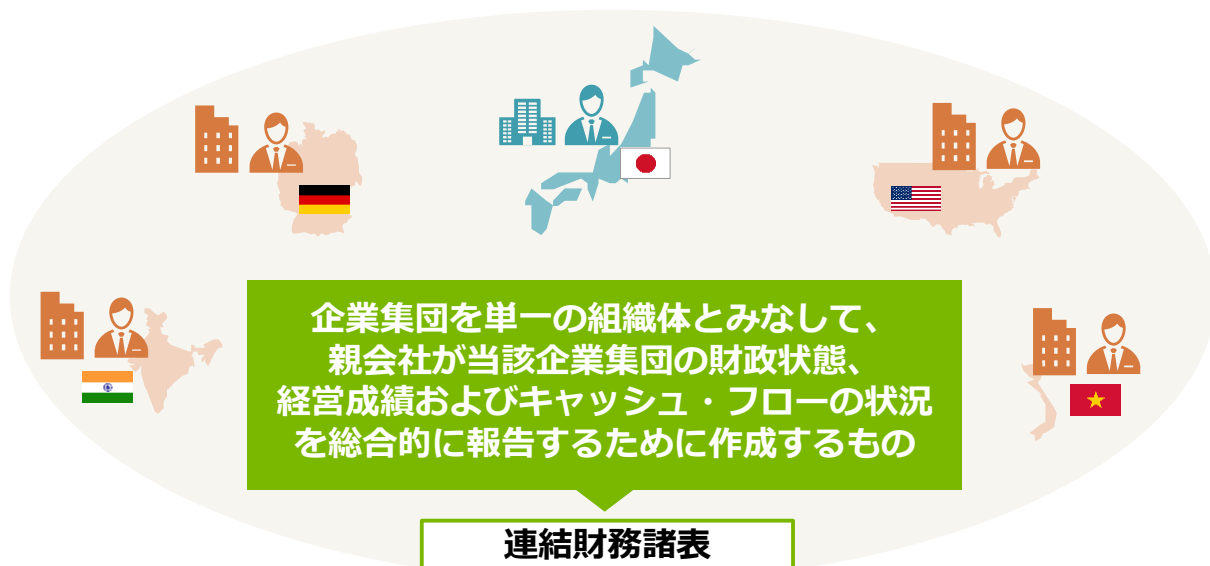 企業集団を単一の組織体とみなして、
親会社が当該企業集団の財政状態、
経営成績およびキャッシュ・フローの状況
を総合的に報告するために作成するもの
連結財務諸表